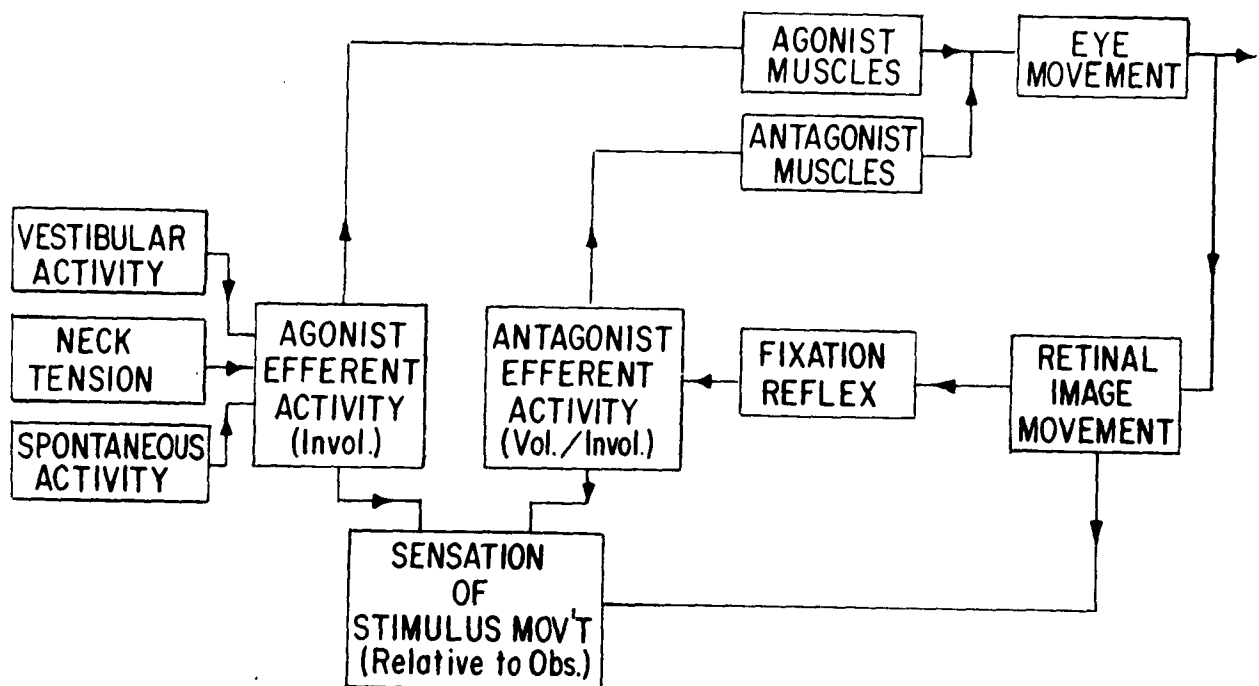 AGONIST
MUSCLES
EYE
MOVEMENT
ANTAGONIST
MUSCLES
VESTIBULAR
ACTIVITY
NECK
TENSION
SPONTANEOUS
ACTIVITY
AGONIST
EFFERENT
ACTIVITY
(Invol.)
ANTAGONIST
EFFERENT
ACTIVITY
(Vol./Invol.)
FIXATION
REFLEX
RETINAL
IMAGE
MOVEMENT
SENSATION
OF
STIMULUS MOV'T
(Relative to Obs.)